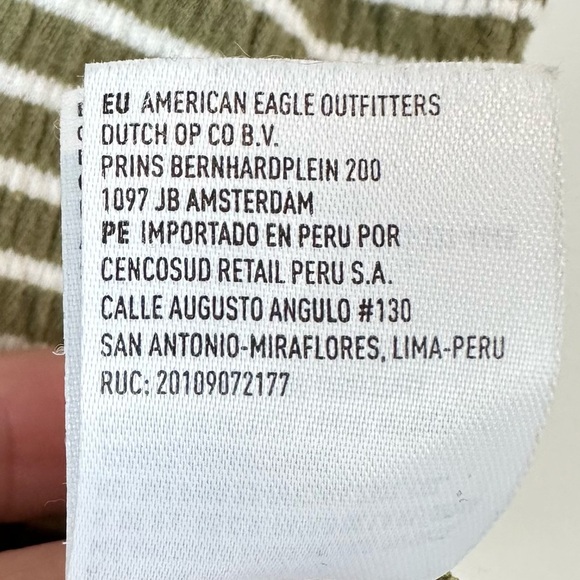 EU AMERICAN EAGLE OUTFITTERS
DUTCH OP CO B.V.
PRINS BERNHARDPLEIN 200
1097 JB AMSTERDAM
PE IMPORTADO EN PERU POR
CENCOSUD RETAIL PERU S.A.
CALLE AUGUSTO ANGULO #130
SAN ANTONIO-MIRAFLORES, LIMA-PERU
RUC: 20109072177